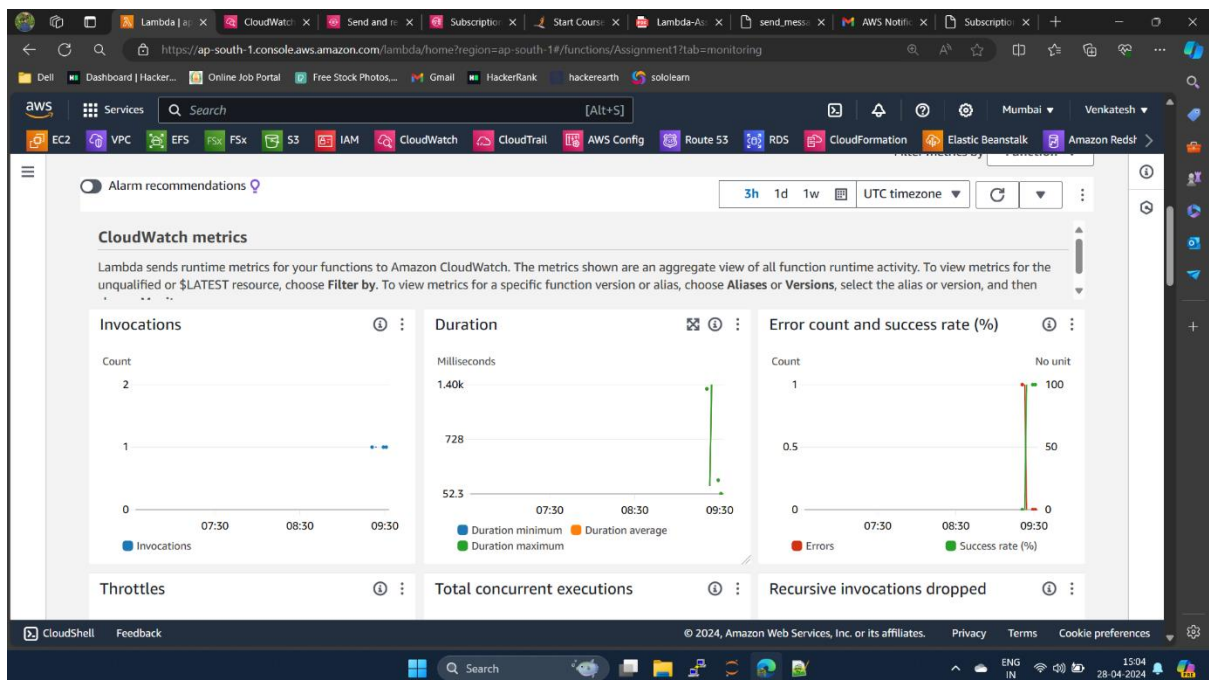 Lambda | ap
CloudWatch
Send and re
Subscription
Start Course
Lambda-As
send_messa
AWS Notific
Subscription
https://ap-south-1.console.aws.amazon.com/lambda/home?region=ap-south-1#/functions/Assignment1?tab=monitoring
Dell
Dashboard | Hacker...
Online Job Portal
Free Stock Photos,...
Gmail
HackerRank
hackerearth
sololearn
aws
Services
Search
[Alt+S]
Mumbai
Venkatesh
EC2
VPC
EFS
FSx
FSx
S3
IAM
CloudWatch
CloudTrail
AWS Config
Route 53
RDS
CloudFormation
Elastic Beanstalk
Amazon Redsh
Alarm recommendations
3h 1d 1w
UTC timezone
CloudWatch metrics
Lambda sends runtime metrics for your functions to Amazon CloudWatch. The metrics shown are an aggregate view of all function runtime activity. To view metrics for the
unqualified or $LATEST resource, choose Filter by. To view metrics for a specific function version or alias, choose Aliases or Versions, select the alias or version, and then
Invocations
Count
2
1
0
07:30 08:30 09:30
Invocations
Duration
Milliseconds
1.40k
728
52.3
07:30 08:30 09:30
Duration minimum
Duration average
Duration maximum
Error count and success rate (%)
Count
No unit
1
100
0.5
50
0
0
07:30 08:30 09:30
Errors
Success rate (%)
Throttles
Total concurrent executions
Recursive invocations dropped
CloudShell
Feedback
© 2024, Amazon Web Services, Inc. or its affiliates.
Privacy
Terms
Cookie preferences
Search
ENG
IN
15:04
28-04-2024